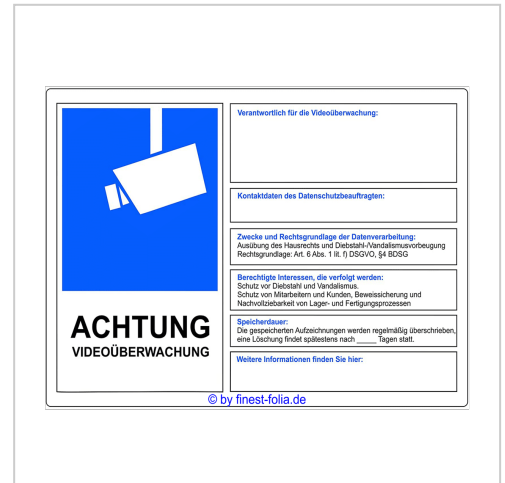 ACHTUNG
VIDEOÜBERWACHUNG
Verantwortlich für die Videoüberwachung:
Kontaktdaten des Datenschutzbeauftragten:
Zwecke und Rechtsgrundlage der Datenverarbeitung:
Ausübung des Hausrechts und Diebstahl-/Vandalismusvorbeugung
Rechtsgrundlage: Art. 6 Abs. 1 lit. f) DSGVO, §4 BDSG
Berechtigte Interessen, die verfolgt werden:
Schutz vor Diebstahl und Vandalismus.
Schutz von Mitarbeitern und Kunden, Beweissicherung und
Nachvollziebarkeit von Lager- und Fertigungsprozessen
Speicherdauer:
Die gespeicherten Aufzeichnungen werden regelmäßig überschrieben,
eine Löschung findet spätestens nach _____ Tagen statt.
Weitere Informationen finden Sie hier:
© by finest-folia.de